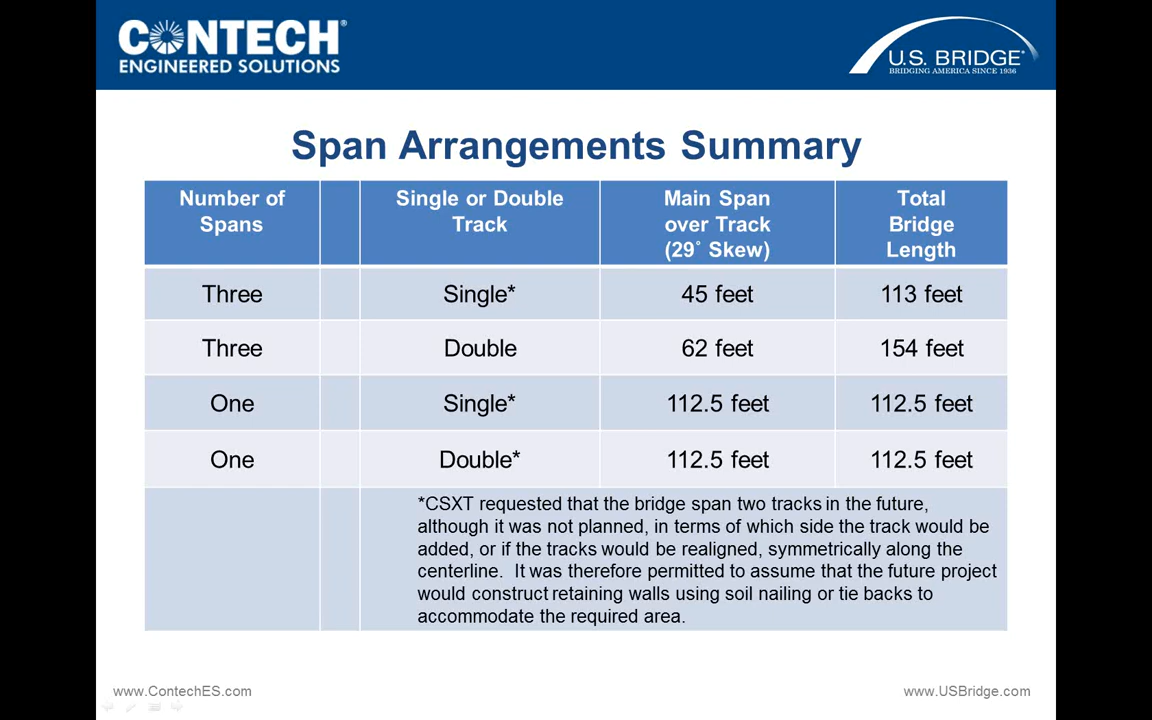 CONTECH®
ENGINEERED SOLUTIONS
U.S. BRIDGE®
BRIDGING AMERICA SINCE 1936
Span Arrangements Summary
Number of Spans | Single or Double Track | Main Span over Track (29˚ Skew) | Total Bridge Length
Three | Single* | 45 feet | 113 feet
Three | Double | 62 feet | 154 feet
One | Single* | 112.5 feet | 112.5 feet
One | Double* | 112.5 feet | 112.5 feet
*CSXT requested that the bridge span two tracks in the future,
although it was not planned, in terms of which side the track would be
added, or if the tracks would be realigned, symmetrically along the
centerline. It was therefore permitted to assume that the future project
would construct retaining walls using soil nailing or tie backs to
accommodate the required area.
www.ContechES.com
www.USBridge.com